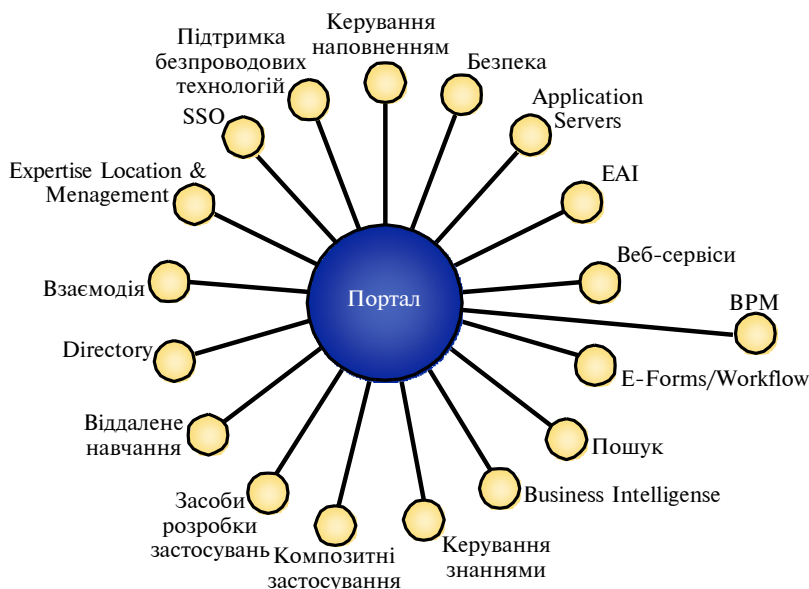 Керування
наповненням
Підтримка
безпроводових
технологій
Безпека
SSO
Application
Servers
Expertise Location &
Menagement
EAI
Веб-сервіси
Взаємодія
Портал
BPM
Directory
E-Forms/Workflow
Віддалене
навчання
Пошук
Засоби
розробки
застосувань
Business Intelligense
Композитні
застосування
Керування
знаннями